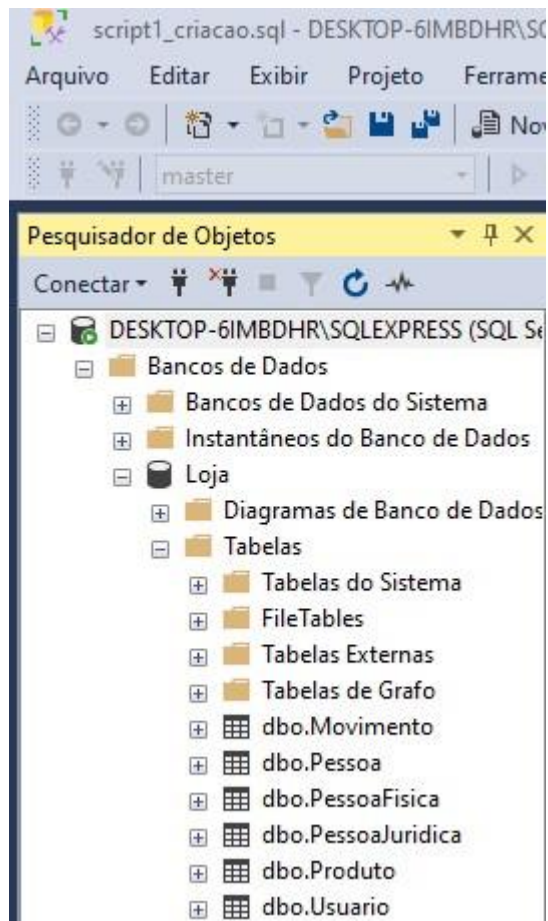 script1_criacao.sql - DESKTOP-6IMBDHR\SQ
Arquivo Editar Exibir Projeto Ferrame
Nov
master
Pesquisador de Objetos
Conectar
DESKTOP-6IMBDHR\SQLEXPRESS (SQL Se
Bancos de Dados
Bancos de Dados do Sistema
Instantâneos do Banco de Dados
Loja
Diagramas de Banco de Dados
Tabelas
Tabelas do Sistema
FileTables
Tabelas Externas
Tabelas de Grafo
dbo.Movimento
dbo.Pessoa
dbo.PessoaFisica
dbo.PessoaJuridica
dbo.Produto
dbo.Usuario